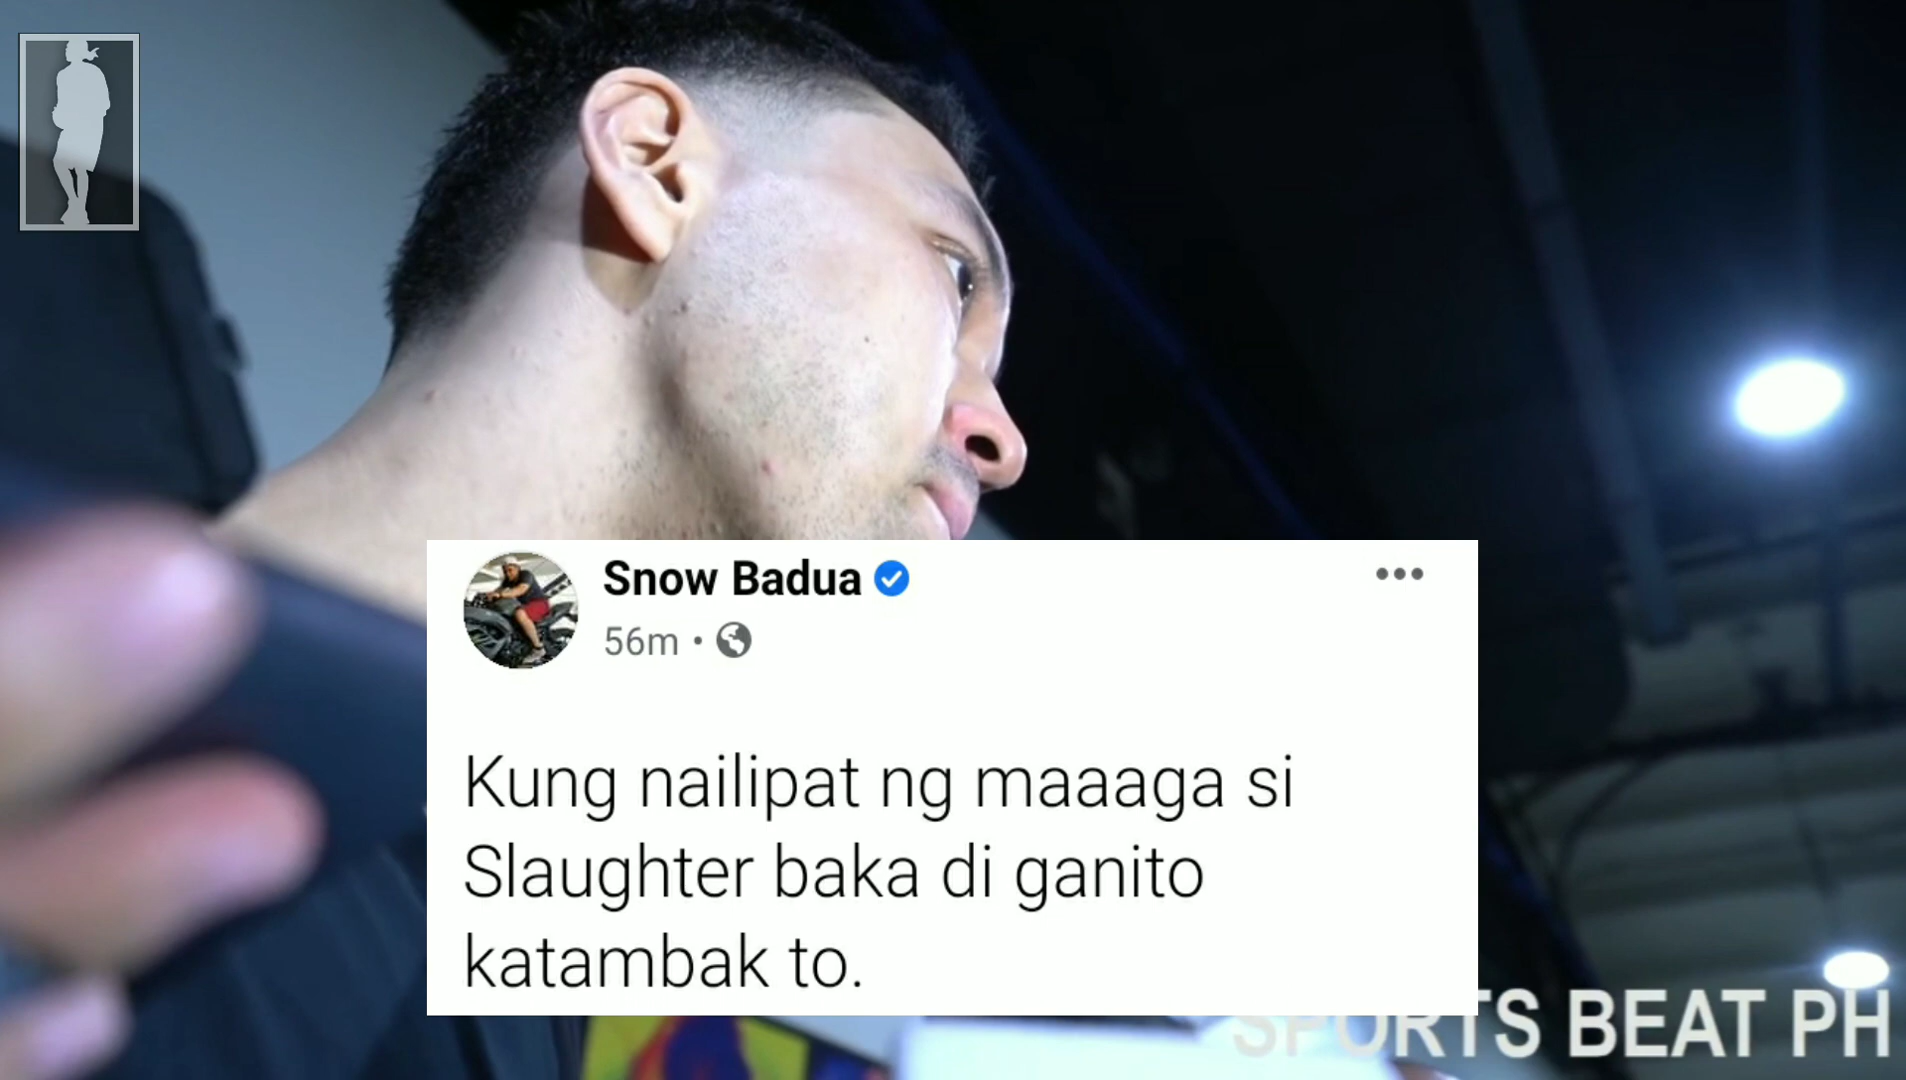 Snow Badua
56m
Kung nailipat ng maaaga si
Slaughter baka di ganito
katambak to.
SPORTS BEAT PH